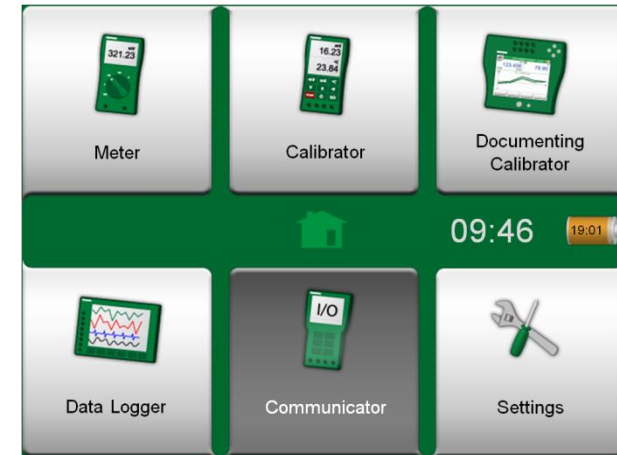 321.23
16.23
23.84
Meter
Calibrator
Documenting
Calibrator
09:46
19:01
I/O
Data Logger
Communicator
Settings